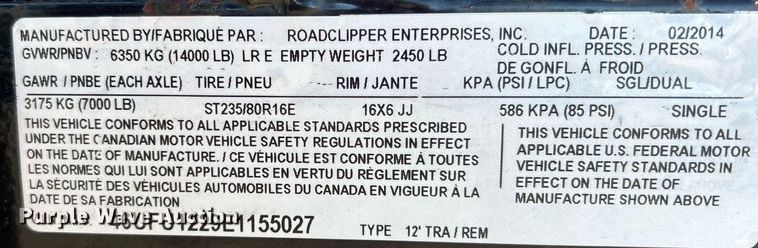 MANUFACTURED BY/FABRIQUÉ PAR : ROADCLIPPER ENTERPRISES, INC. DATE : 02/2014
GVWR/PNBV : 6350 KG (14000 LB) LR E EMPTY WEIGHT 2450 LB COLD INFL. PRESS./ PRESS.
DE GONFL. À FROID
GAWR / PNBE (EACH AXLE) TIRE / PNEU RIM / JANTE KPA (PSI / LPC) SGL/DUAL
3175 KG (7000 LB) ST235/80R16E 16X6 JJ 586 KPA (85 PSI) SINGLE
THIS VEHICLE CONFORMS TO ALL APPLICABLE STANDARDS PRESCRIBED
UNDER THE CANADIAN MOTOR VEHICLE SAFETY REGULATIONS IN EFFECT
ON THE DATE OF MANUFACTURE. / CE VÉHICULE EST CONFORME À TOUTES
LES NORMES QUI LUI SONT APPLICABLES EN VERTU DU RÈGLEMENT SUR
LA SÉCURITÉ DES VÉHICULES AUTOMOBILES DU CANADA EN VIGUEUR À LA
DATE DE SA FABRICATION
THIS VEHICLE CONFORMS TO ALL
APPLICABLE U.S. FEDERAL MOTOR
VEHICLE SAFETY STANDARDS IN
EFFECT ON THE DATE OF
MANUFACTURE SHOWN ABOVE.
Purple Wave Auction
TYPE 12' TRA / REM